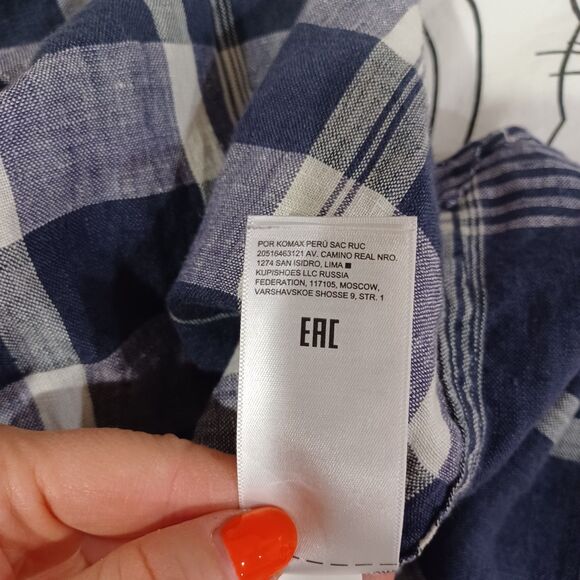 POR KOMAX PERÚ SAC RUC
20516463121 AV. CAMINO REAL NRO.
1274 SAN ISIDRO, LIMA ■
KUPISHOES LLC RUSSIA
FEDERATION, 117105, MOSCOW,
VARSHAVSKOE SHOSSE 9, STR. 1
EAC